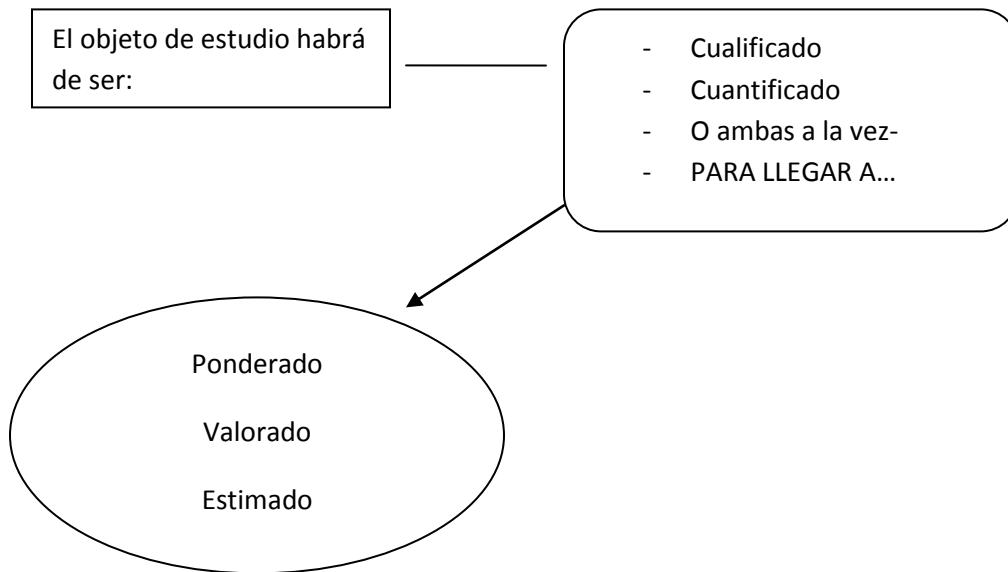 El objeto de estudio habrá
de ser:
- Cualificado
- Cuantificado
- O ambas a la vez-
- PARA LLEGAR A...
Ponderado
Valorado
Estimado